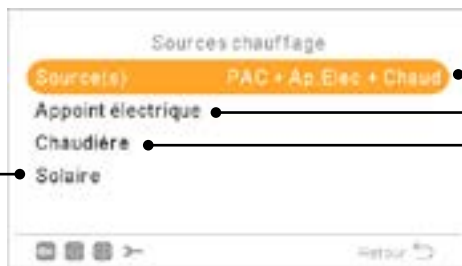 Sources chauffage
Source(s) PAC + Ap.Elec + Chaud
Appoint électrique
Chaudière
Solaire
Retour